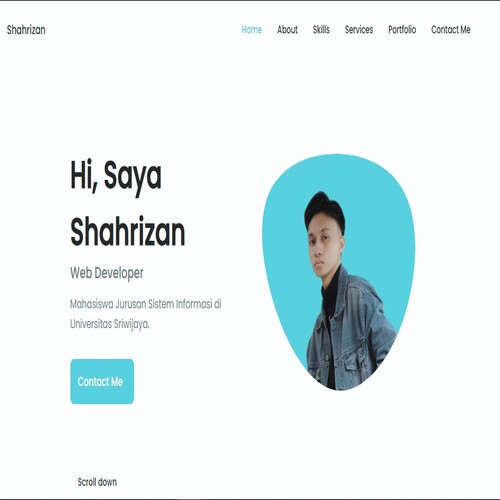 Shahrizan
Home About Skills Services Portfolio Contact Me
Hi, Saya
Shahrizan
Web Developer
Mahasiswa Jurusan Sistem Informasi di
Universitas Sriwijaya.
Contact Me
Scroll down